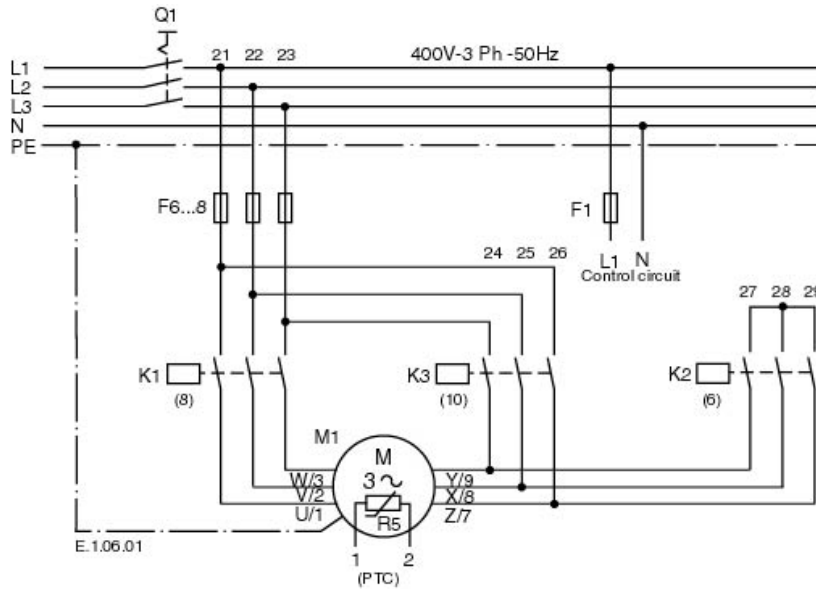 Q1
21 22 23 400V-3 Ph -50Hz
L1
L2
L3
N
PE
F6...8 F1
24 25 26 L1 N
Control circuit
27 28 29
K1 K3 K2
(8) (10) (6)
M1 M
W/3 3 ~ Y/9
V/2 X/8
U/1 R5 Z/7
E.1.06.01 1 2
(PTC)